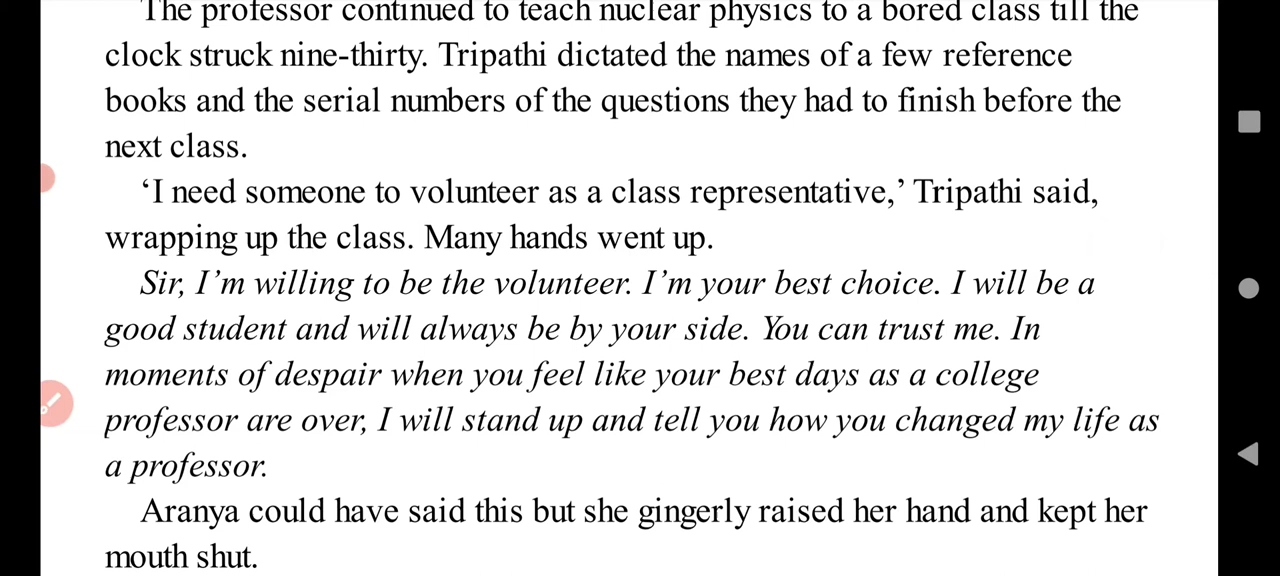 The professor continued to teach nuclear physics to a bored class till the
clock struck nine-thirty. Tripathi dictated the names of a few reference
books and the serial numbers of the questions they had to finish before the
next class.
‘I need someone to volunteer as a class representative,’ Tripathi said,
wrapping up the class. Many hands went up.
Sir, I’m willing to be the volunteer. I’m your best choice. I will be a
good student and will always be by your side. You can trust me. In
moments of despair when you feel like your best days as a college
professor are over, I will stand up and tell you how you changed my life as
a professor.
Aranya could have said this but she gingerly raised her hand and kept her
mouth shut.